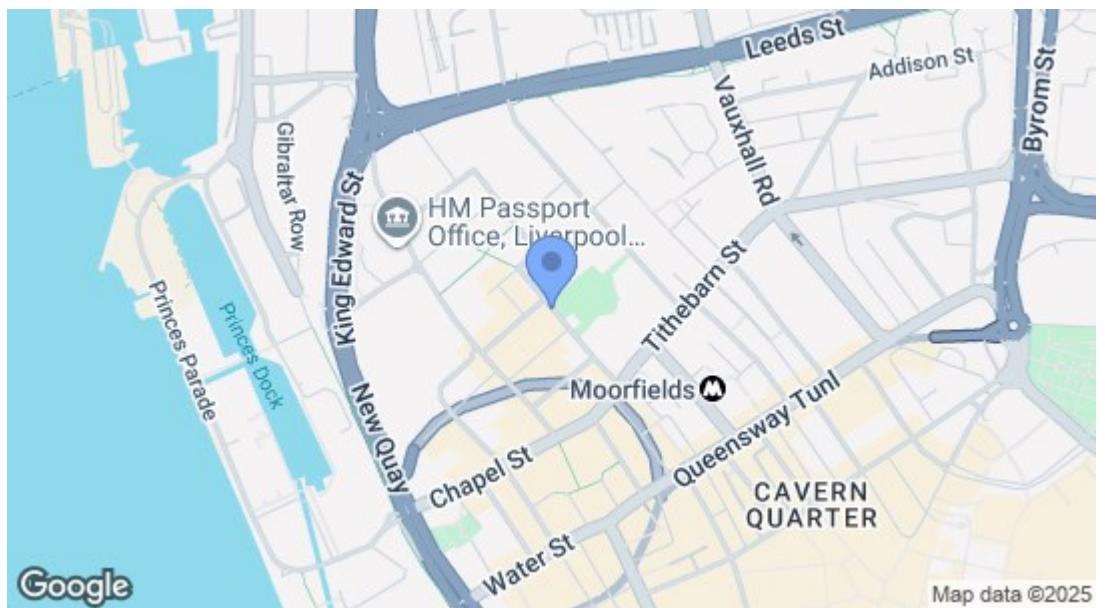 Leeds St
Addison St
Vauxhall Rd
Byrom St
Gibraltar Row
King Edward St
HM Passport
Office, Liverpool...
Tithebarn St
Princes Parade
Princes Dock
New Quay
Moorfields
Queensway Tunl
Chapel St
CAVERN
QUARTER
Water St
Google
Map data ©2025